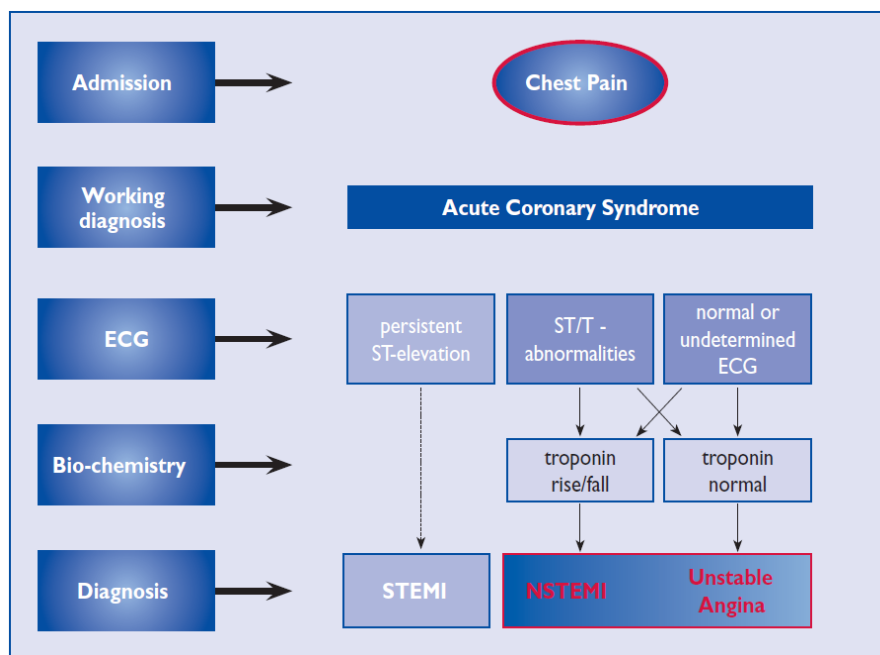 Admission
Chest Pain
Working
diagnosis
Acute Coronary Syndrome
ECG
persistent
ST-elevation
ST/T -
abnormalities
normal or
undetermined
ECG
Bio-chemistry
troponin
rise/fall
troponin
normal
Diagnosis
STEMI
NSTEMI
Unstable
Angina